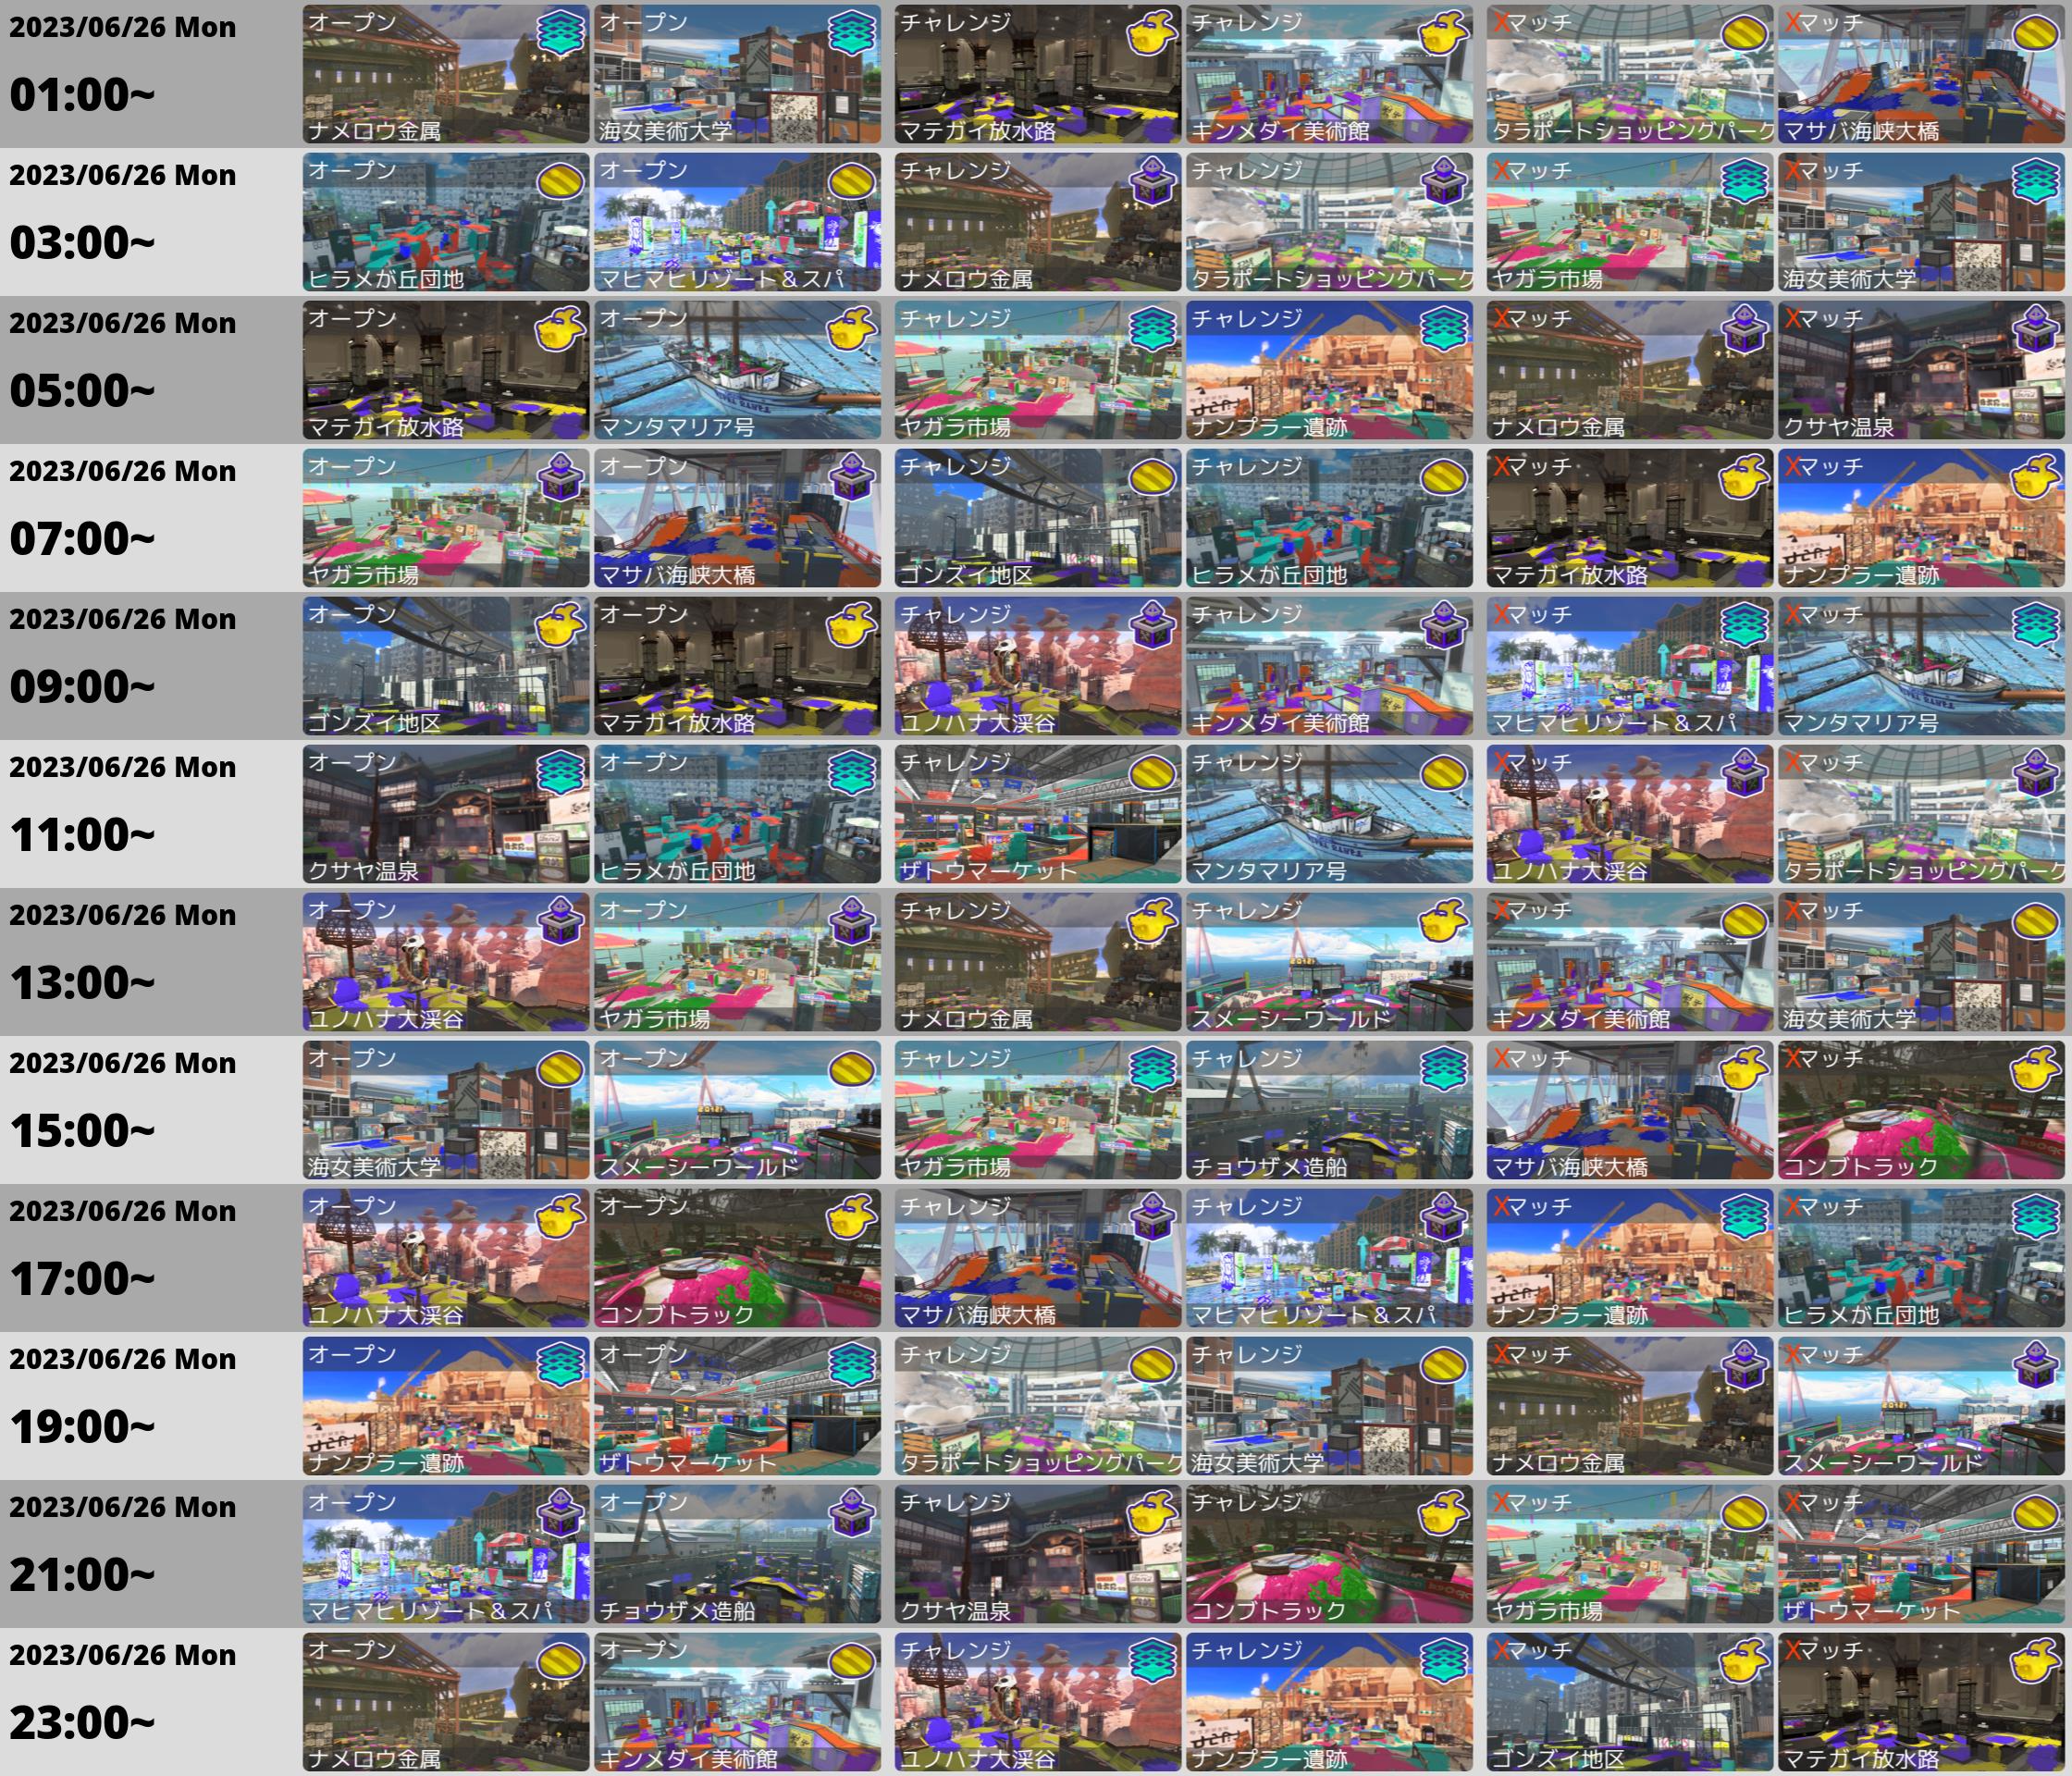 2023/06/26 Mon
01:00~
オープン オープン チャレンジ チャレンジ Xマッチ Xマッチ
ナメロウ金属 海女美術大学 マテガイ放水路 キンメダイ美術館 タラポートショッピングパーク マサバ海峡大橋
2023/06/26 Mon
03:00~
オープン オープン チャレンジ チャレンジ Xマッチ Xマッチ
ヒラメが丘団地 マヒマヒリゾート&スパ ナメロウ金属 タラポートショッピングパーク ヤガラ市場 海女美術大学
2023/06/26 Mon
05:00~
オープン オープン チャレンジ チャレンジ Xマッチ Xマッチ
マテガイ放水路 マンタマリア号 ヤガラ市場 ナンプラー遺跡 ナメロウ金属 クサヤ温泉
2023/06/26 Mon
07:00~
オープン オープン チャレンジ チャレンジ Xマッチ Xマッチ
ヤガラ市場 マサバ海峡大橋 ゴンズイ地区 ヒラメが丘団地 マテガイ放水路 ナンプラー遺跡
2023/06/26 Mon
09:00~
オープン オープン チャレンジ チャレンジ Xマッチ Xマッチ
ゴンズイ地区 マテガイ放水路 ユノハナ大渓谷 キンメダイ美術館 マヒマヒリゾート&スパ マンタマリア号
2023/06/26 Mon
11:00~
オープン オープン チャレンジ チャレンジ Xマッチ Xマッチ
クサヤ温泉 ヒラメが丘団地 ザトウマーケット マンタマリア号 ユノハナ大渓谷 タラポートショッピングパーク
2023/06/26 Mon
13:00~
オープン オープン チャレンジ チャレンジ Xマッチ Xマッチ
ユノハナ大渓谷 ヤガラ市場 ナメロウ金属 スメーシーワールド キンメダイ美術館 海女美術大学
2023/06/26 Mon
15:00~
オープン オープン チャレンジ チャレンジ Xマッチ Xマッチ
海女美術大学 スメーシーワールド ヤガラ市場 チョウザメ造船 マサバ海峡大橋 コンブトラック
2023/06/26 Mon
17:00~
オープン オープン チャレンジ チャレンジ Xマッチ Xマッチ
ユノハナ大渓谷 コンブトラック マサバ海峡大橋 マヒマヒリゾート&スパ ナンプラー遺跡 ヒラメが丘団地
2023/06/26 Mon
19:00~
オープン オープン チャレンジ チャレンジ Xマッチ Xマッチ
ナンプラー遺跡 ザトウマーケット タラポートショッピングパーク 海女美術大学 ナメロウ金属 スメーシーワールド
2023/06/26 Mon
21:00~
オープン オープン チャレンジ チャレンジ Xマッチ Xマッチ
マヒマヒリゾート&スパ チョウザメ造船 クサヤ温泉 コンブトラック ヤガラ市場 ザトウマーケット
2023/06/26 Mon
23:00~
オープン オープン チャレンジ チャレンジ Xマッチ Xマッチ
ナメロウ金属 キンメダイ美術館 ユノハナ大渓谷 ナンプラー遺跡 ゴンズイ地区 マテガイ放水路